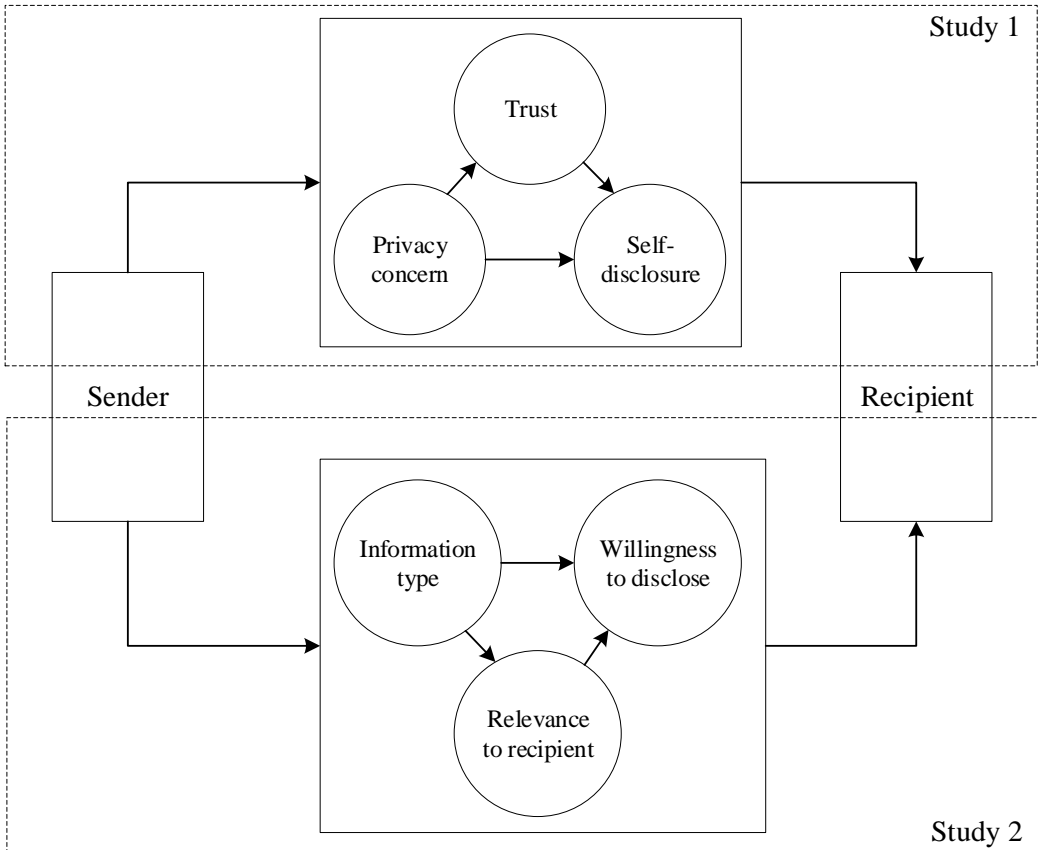 Study 1
Trust
Privacy
concern
Self-
disclosure
Sender
Recipient
Information
type
Willingness
to disclose
Relevance
to recipient
Study 2